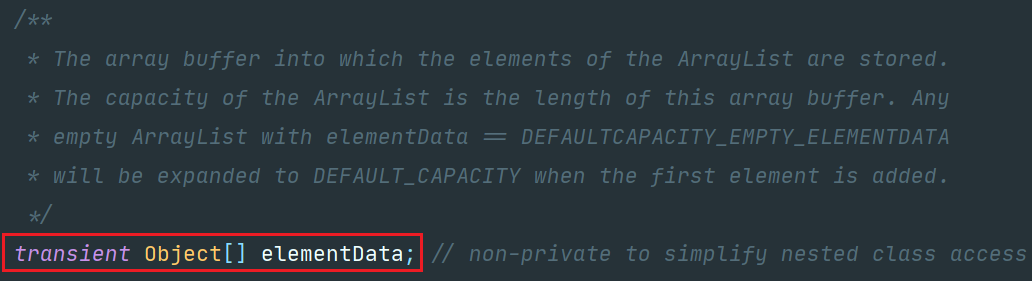 /**
* The array buffer into which the elements of the ArrayList are stored.
* The capacity of the ArrayList is the length of this array buffer. Any
* empty ArrayList with elementData == DEFAULTCAPACITY_EMPTY_ELEMENTDATA
* will be expanded to DEFAULT_CAPACITY when the first element is added.
*/
transient Object[] elementData; // non-private to simplify nested class access